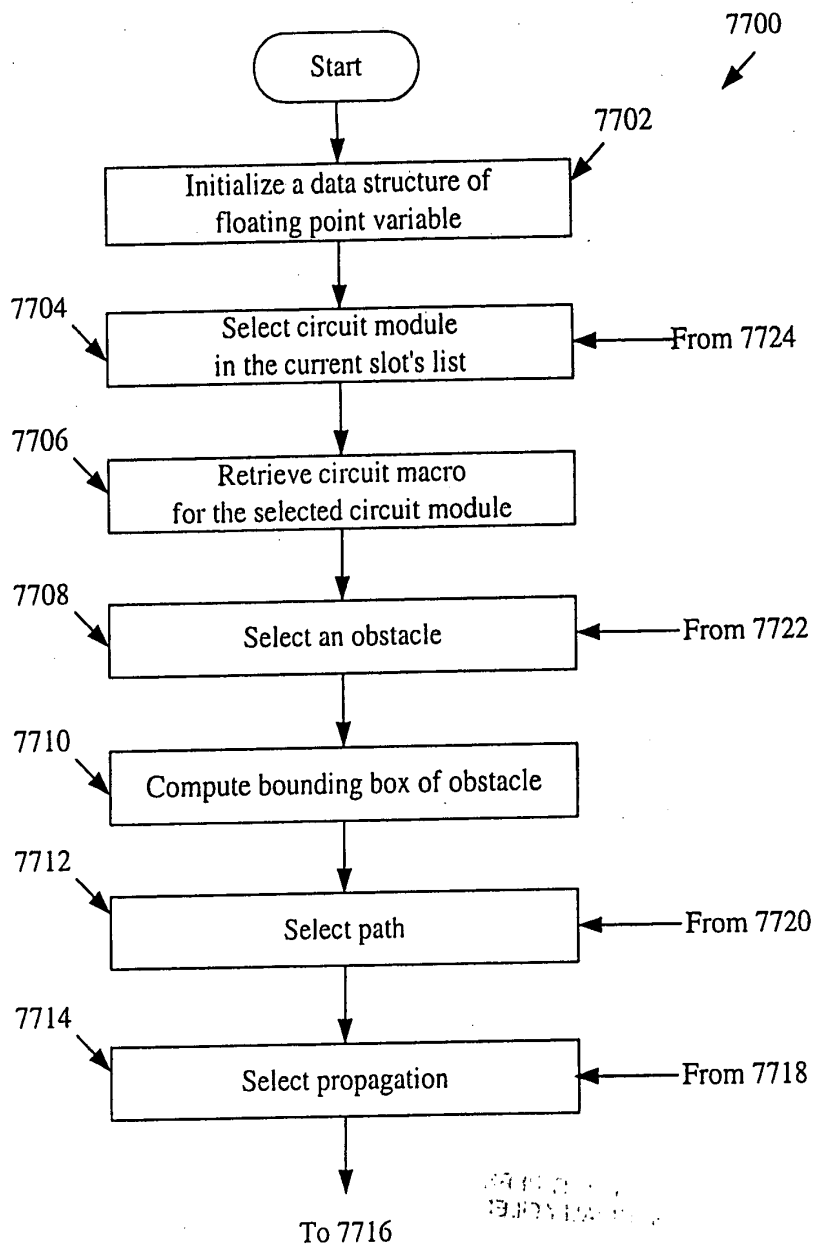 7700
Start
7702
Initialize a data structure of
floating point variable
7704
Select circuit module
in the current slot's list
From 7724
7706
Retrieve circuit macro
for the selected circuit module
7708
Select an obstacle
From 7722
7710
Compute bounding box of obstacle
7712
Select path
From 7720
7714
Select propagation
From 7718
To 7716